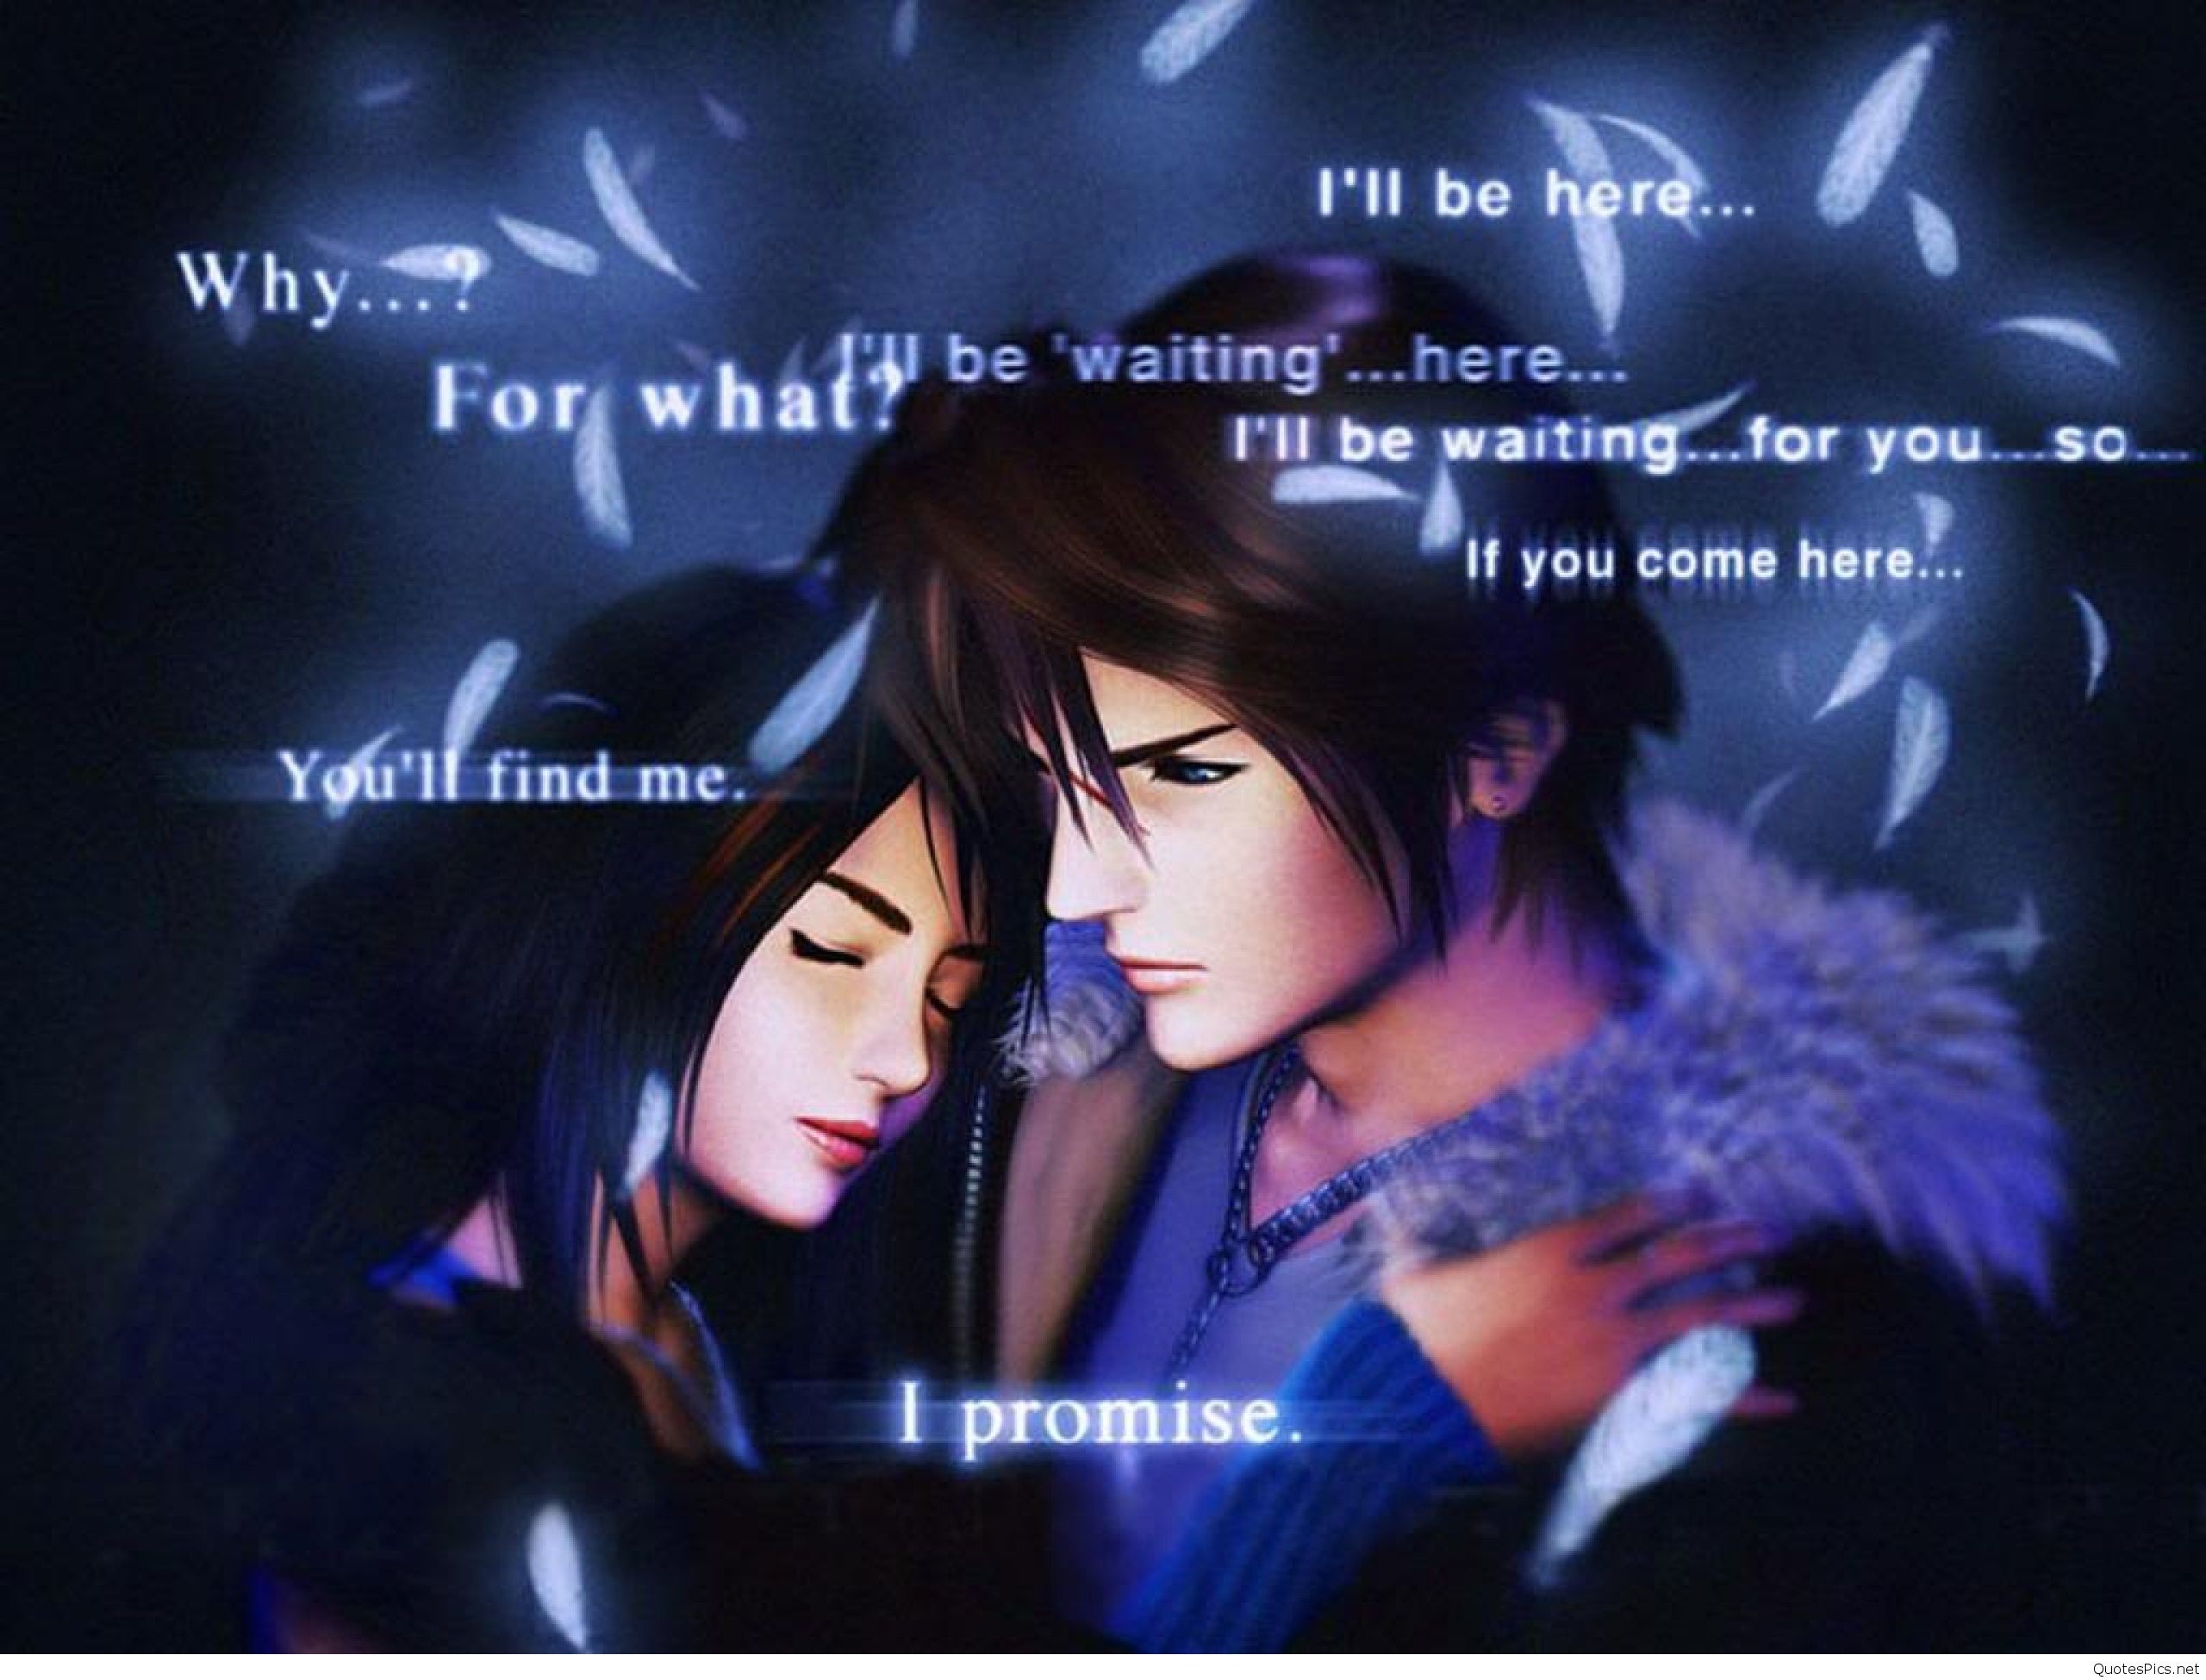 I'll be here...
Why...?
I'll be 'waiting'...here...
For what?
I'll be waiting...for you...so...
If you come here...
You'll find me.
I promise.
QuotesPics.net